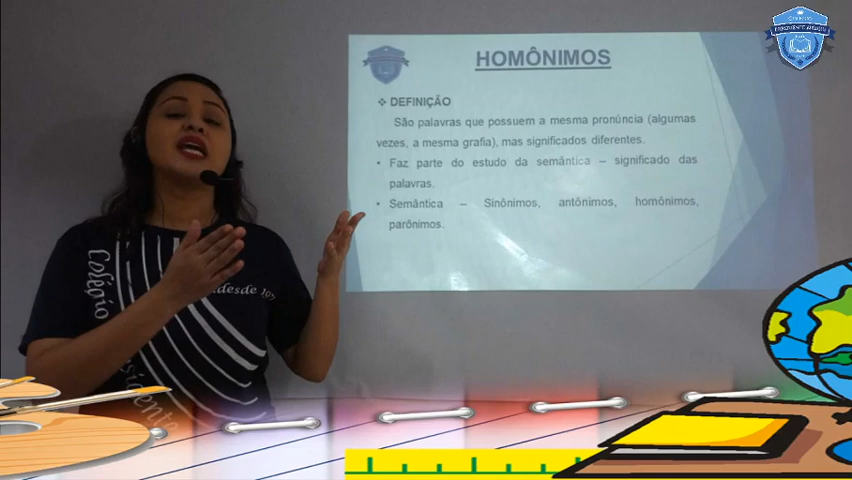 HOMÔNIMOS
❖ DEFINIÇÃO
São palavras que possuem a mesma pronúncia (algumas
vezes, a mesma grafia), mas significados diferentes.
• Faz parte do estudo da semântica – significado das
palavras.
• Semântica – Sinônimos, antônimos, homônimos,
parônimos.
Colégio
desde 197